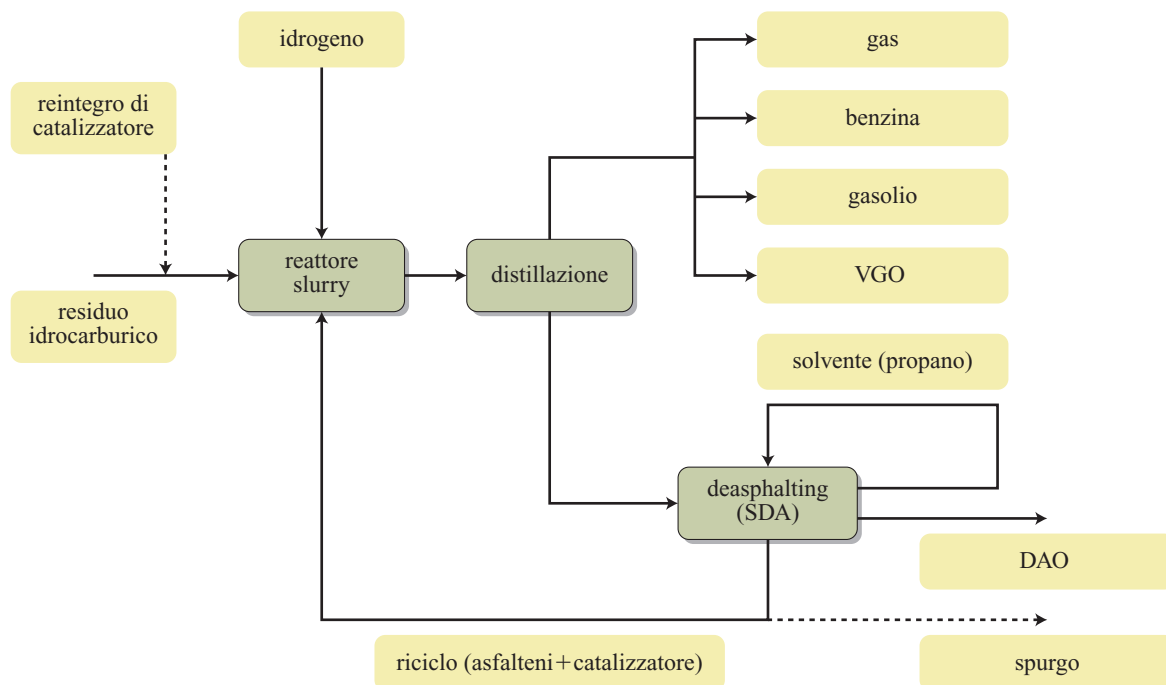 idrogeno
gas
reintegro di
catalizzatore
benzina
gasolio
reattore
slurry
distillazione
VGO
residuo
idrocarburico
solvente (propano)
deasphalting
(SDA)
DAO
riciclo (asfalteni+catalizzatore)
spurgo